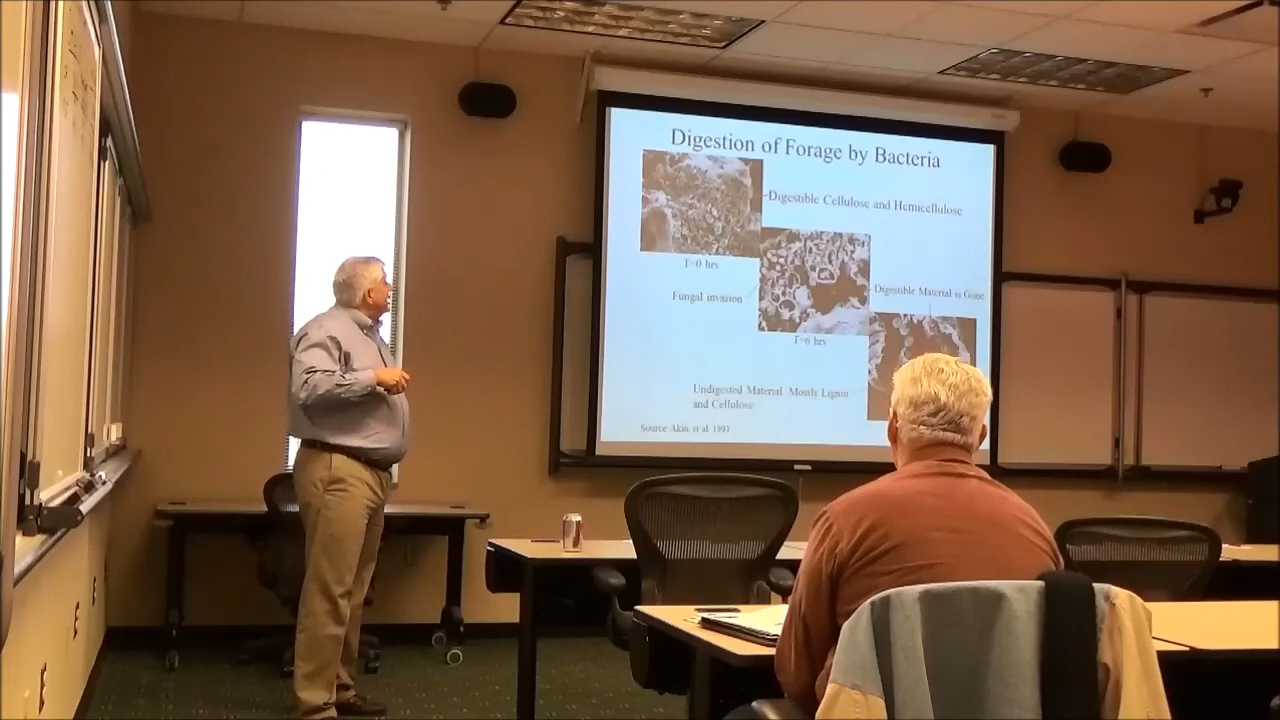 Digestion of Forage by Bacteria
Digestible Cellulose and Hemicellulose
T=0 hrs
Fungal invasion
Digestible Material is Gone
T=6 hrs
Undigested Material Mostly Lignin
and Cellulose
Source: Akin, et al. 1993